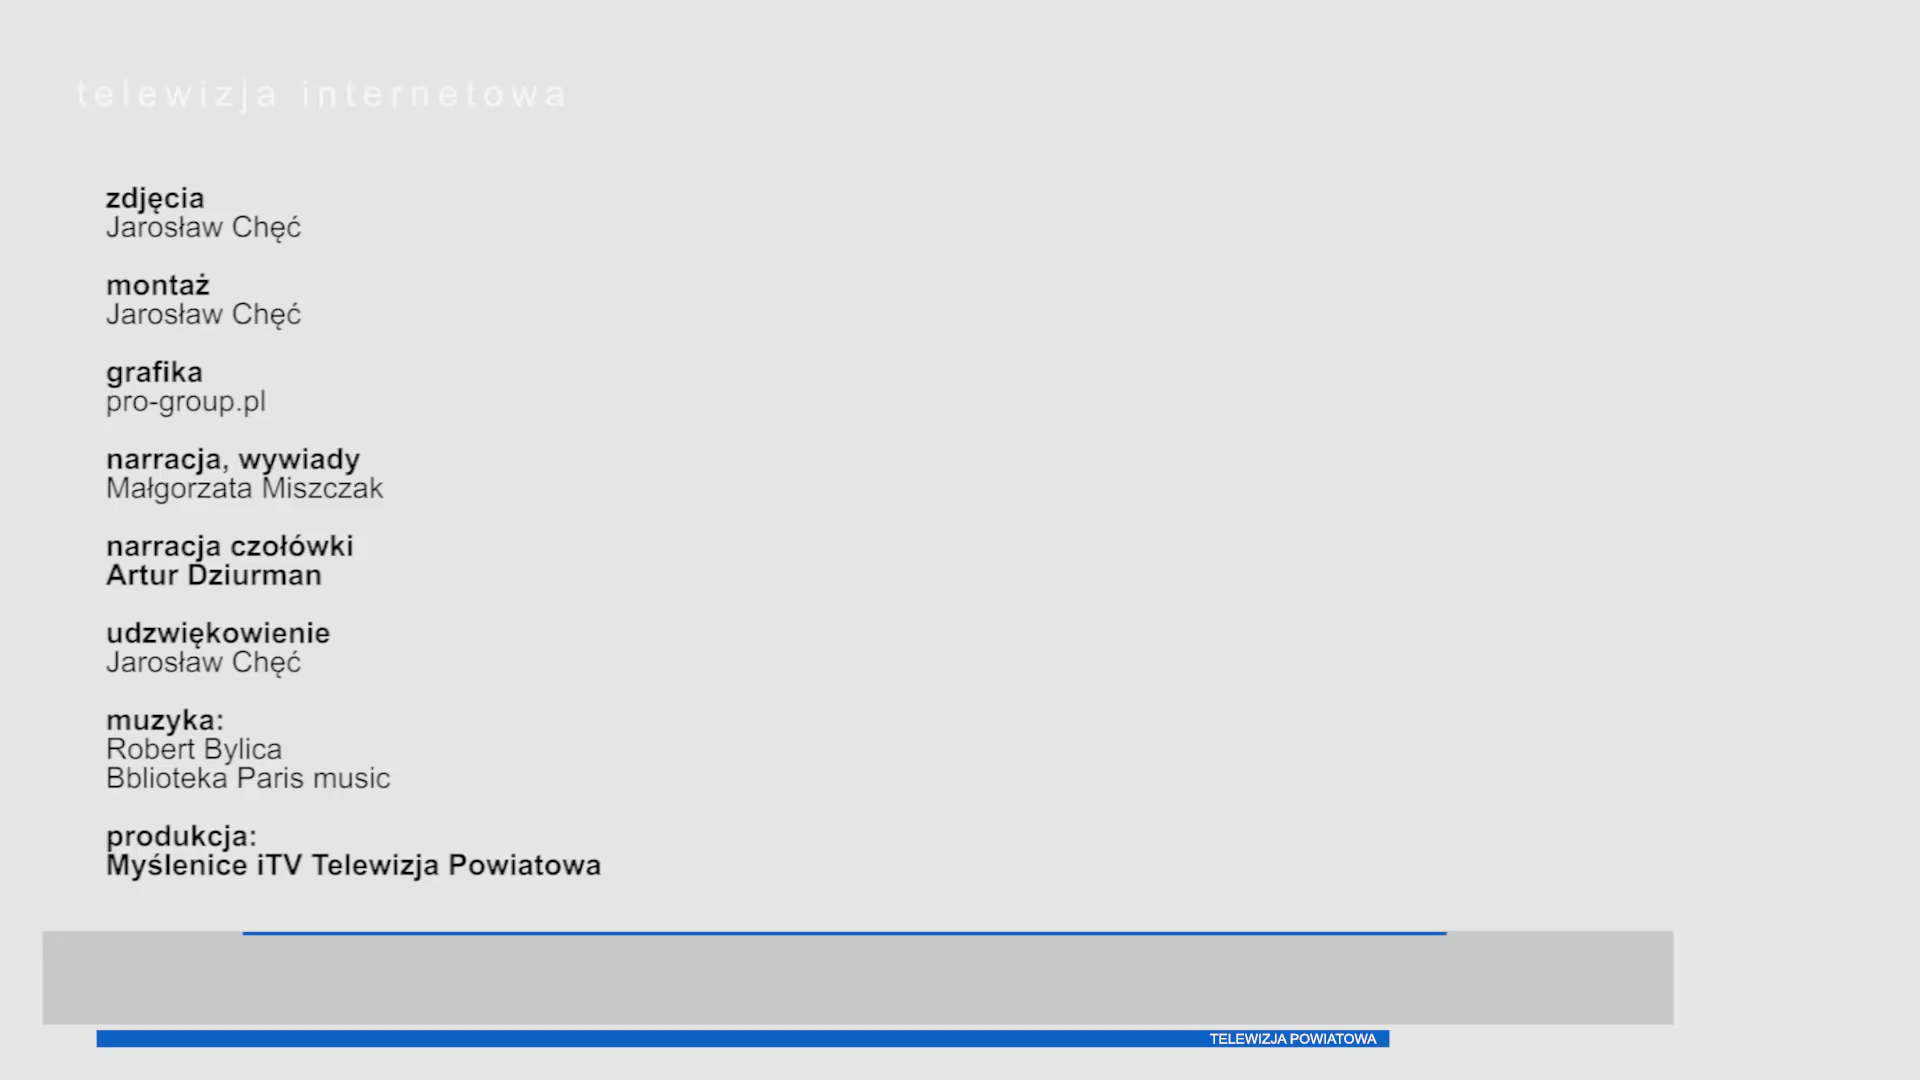 telewizja internetowa
zdjęcia
Jarosław Chęć
montaż
Jarosław Chęć
grafika
pro-group.pl
narracja, wywiady
Małgorzata Miszczak
narracja czołówki
Artur Dziurman
udzwiękowienie
Jarosław Chęć
muzyka:
Robert Bylica
Bblioteka Paris music
produkcja:
Myślenice iTV Telewizja Powiatowa
TELEWIZJA POWIATOWA